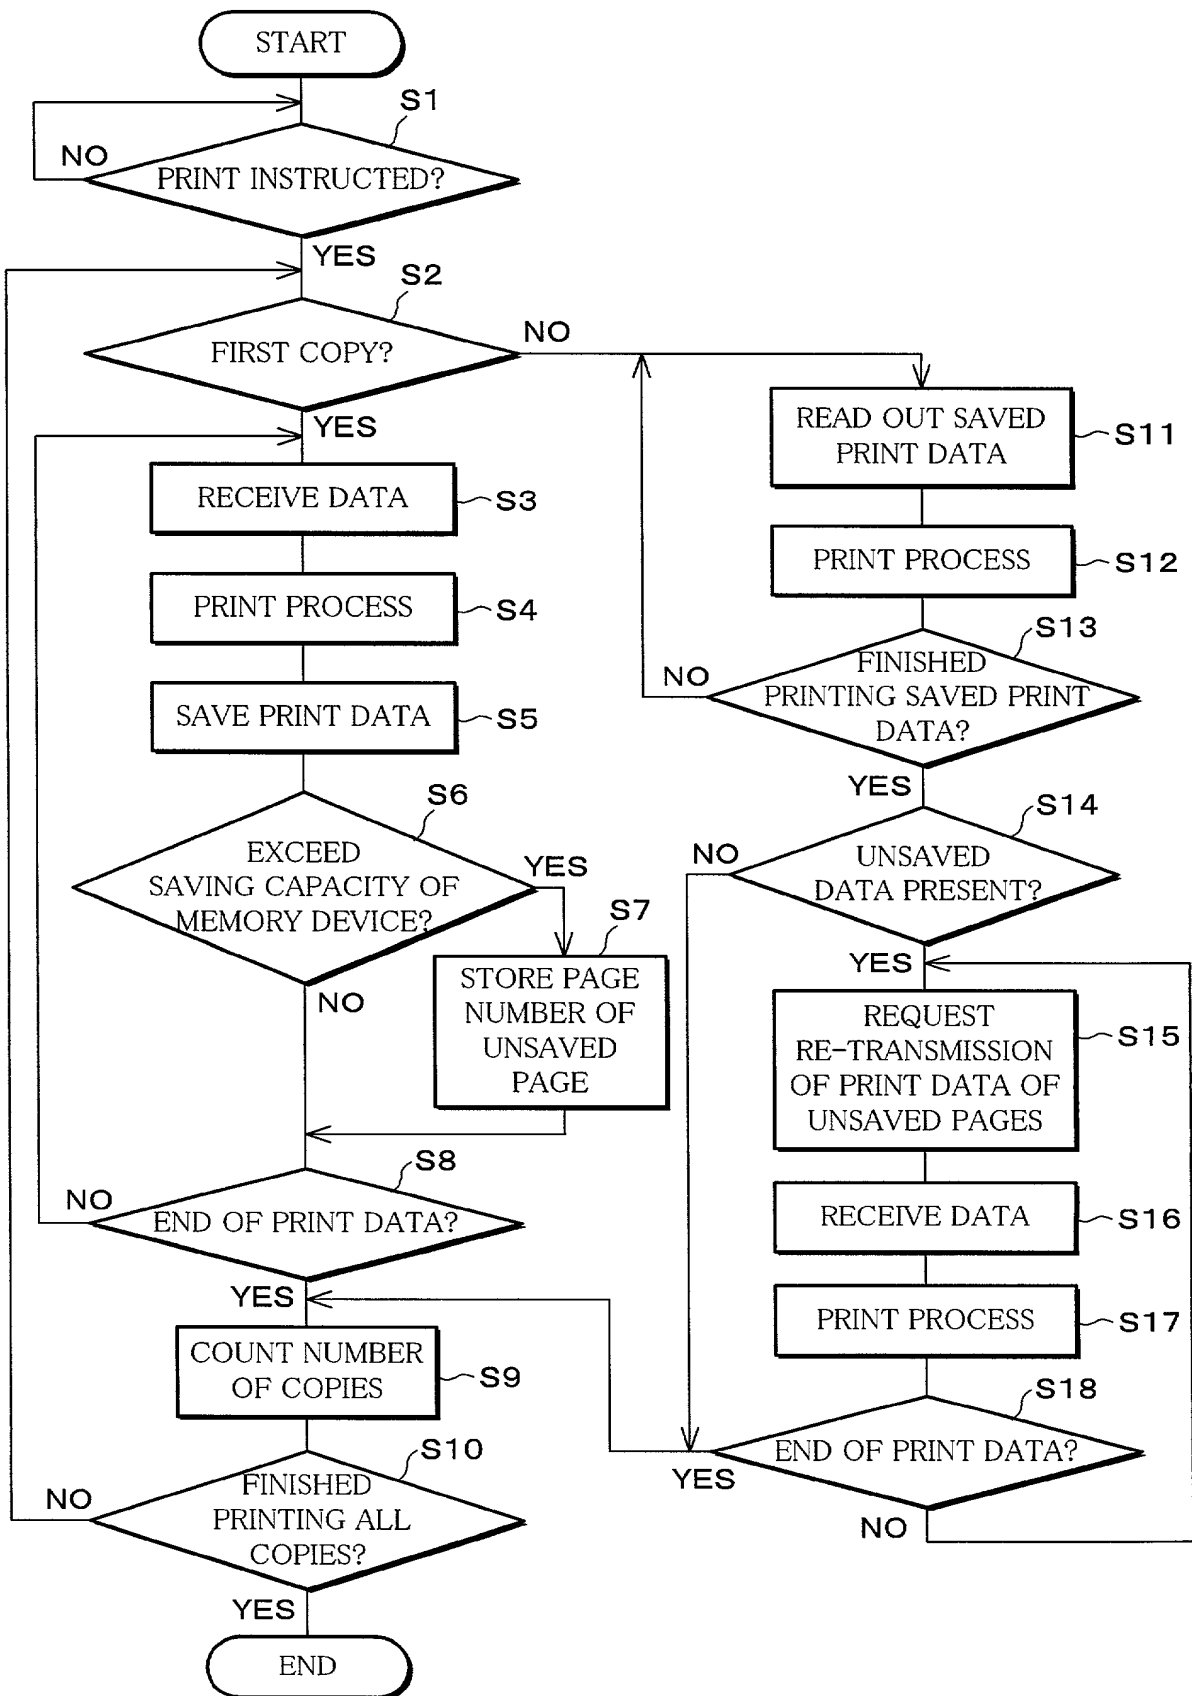 START
S1
NO
PRINT INSTRUCTED?
YES
S2
FIRST COPY?
NO
YES
RECEIVE DATA
S3
PRINT PROCESS
S4
SAVE PRINT DATA
S5
S6
EXCEED
SAVING CAPACITY OF
MEMORY DEVICE?
YES
NO
S7
STORE PAGE
NUMBER OF
UNSAVED
PAGE
S8
NO
END OF PRINT DATA?
YES
COUNT NUMBER
OF COPIES
S9
S10
NO
FINISHED
PRINTING ALL
COPIES?
YES
END
READ OUT SAVED
PRINT DATA
S11
PRINT PROCESS
S12
S13
NO
FINISHED
PRINTING SAVED PRINT
DATA?
YES
S14
NO
UNSAVED
DATA PRESENT?
YES
REQUEST
RE-TRANSMISSION
OF PRINT DATA OF
UNSAVED PAGES
S15
RECEIVE DATA
S16
PRINT PROCESS
S17
S18
END OF PRINT DATA?
YES
NO